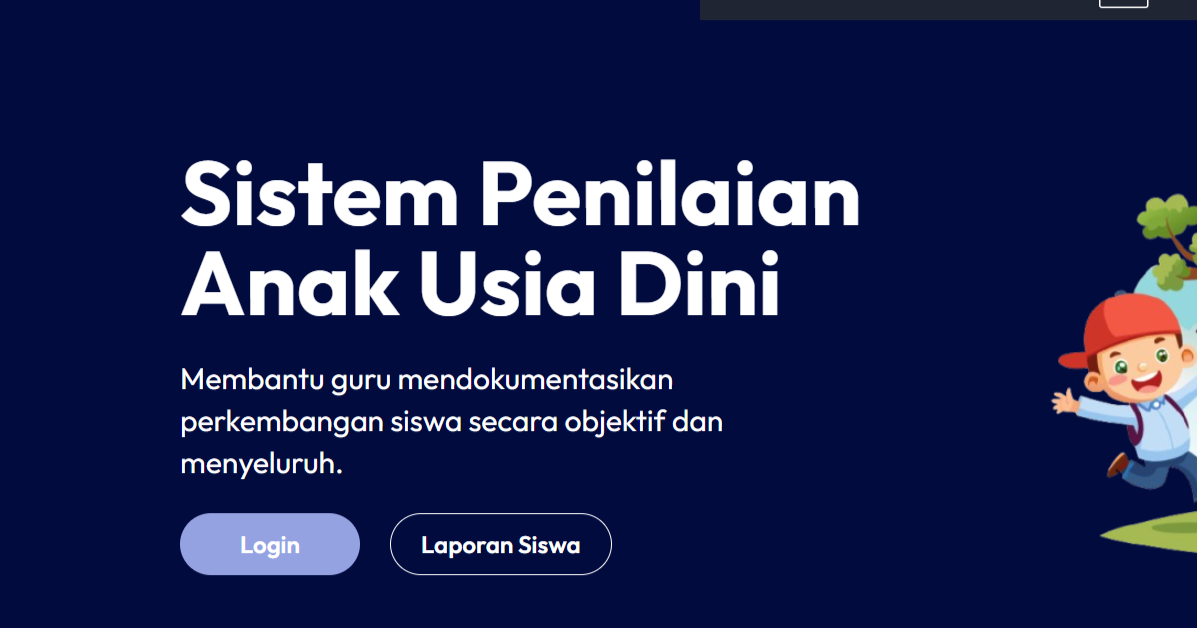 Sistem Penilaian
Anak Usia Dini
Membantu guru mendokumentasikan
perkembangan siswa secara objektif dan
menyeluruh.
Login
Laporan Siswa